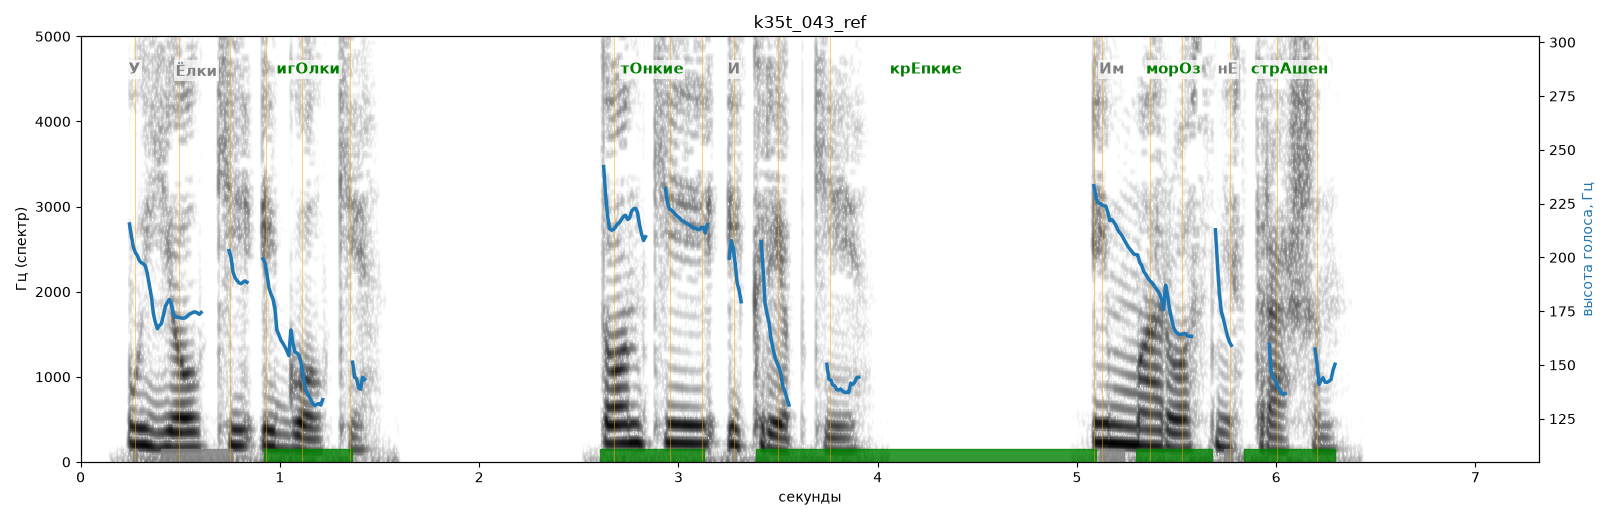 k35t_043_ref
У Ёлки игОлки тОнкие И крЕпкие Им морОз нЕ стрАшен
5000
4000
3000
2000
1000
0
Гц (спектр)
300
275
250
225
200
175
150
125
высота голоса, Гц
0 1 2 3 4 5 6 7
секунды